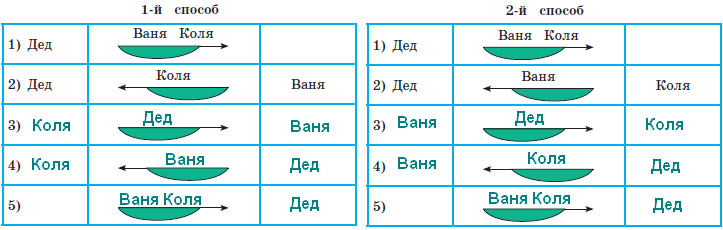 1-й способ
Ваня Коля
1) Дед
Коля
2) Дед Ваня
3) Коля Дед Ваня
4) Коля Ваня Дед
5) Ваня Коля Дед
2-й способ
Ваня Коля
1) Дед
Ваня
2) Дед Коля
3) Ваня Дед Коля
4) Ваня Коля Дед
5) Ваня Коля Дед